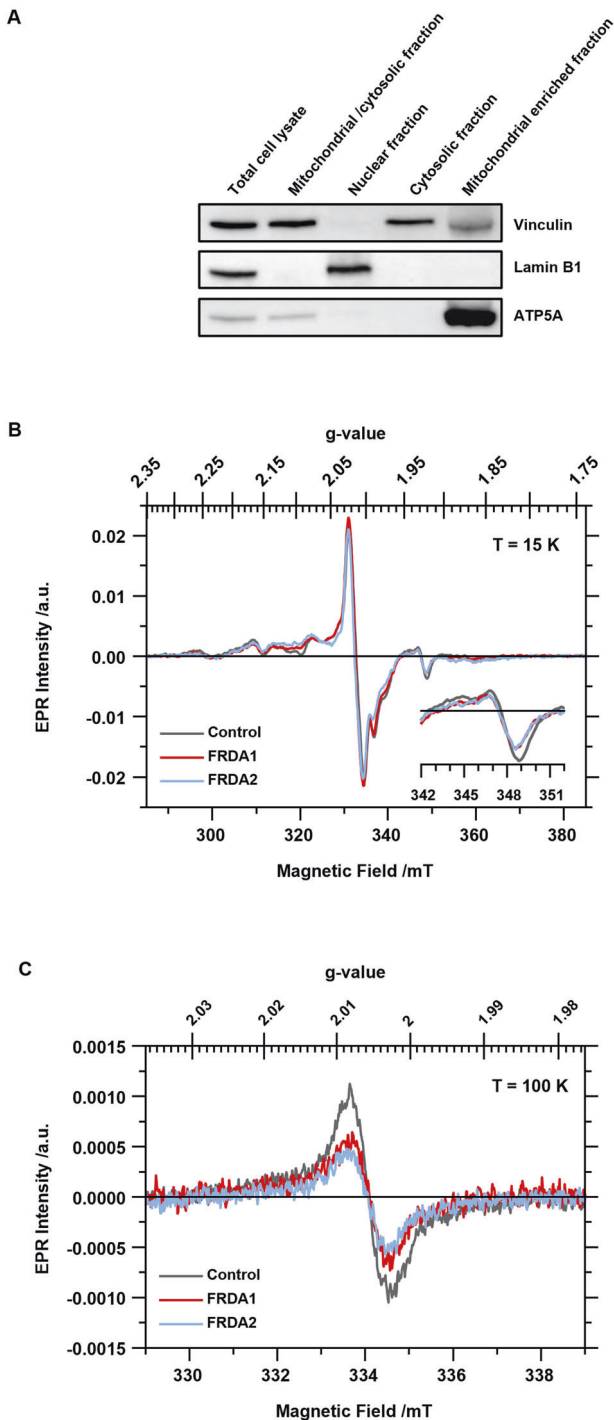 A
Total cell lysate
Mitochondrial /cytosolic fraction
Nuclear fraction
Cytosolic fraction
Mitochondrial enriched fraction
Vinculin
Lamin B1
ATP5A
B
g-value
2.35 2.25 2.15 2.05 1.95 1.85 1.75
T = 15 K
EPR Intensity /a.u.
0.02
0.01
0.00
-0.01
-0.02
Control
FRDA1
FRDA2
342 345 348 351
300 320 340 360 380
Magnetic Field /mT
C
g-value
2.03 2.02 2.01 2 1.99 1.98
T = 100 K
EPR Intensity /a.u.
0.0015
0.0010
0.0005
0.0000
-0.0005
-0.0010
-0.0015
Control
FRDA1
FRDA2
330 332 334 336 338
Magnetic Field /mT